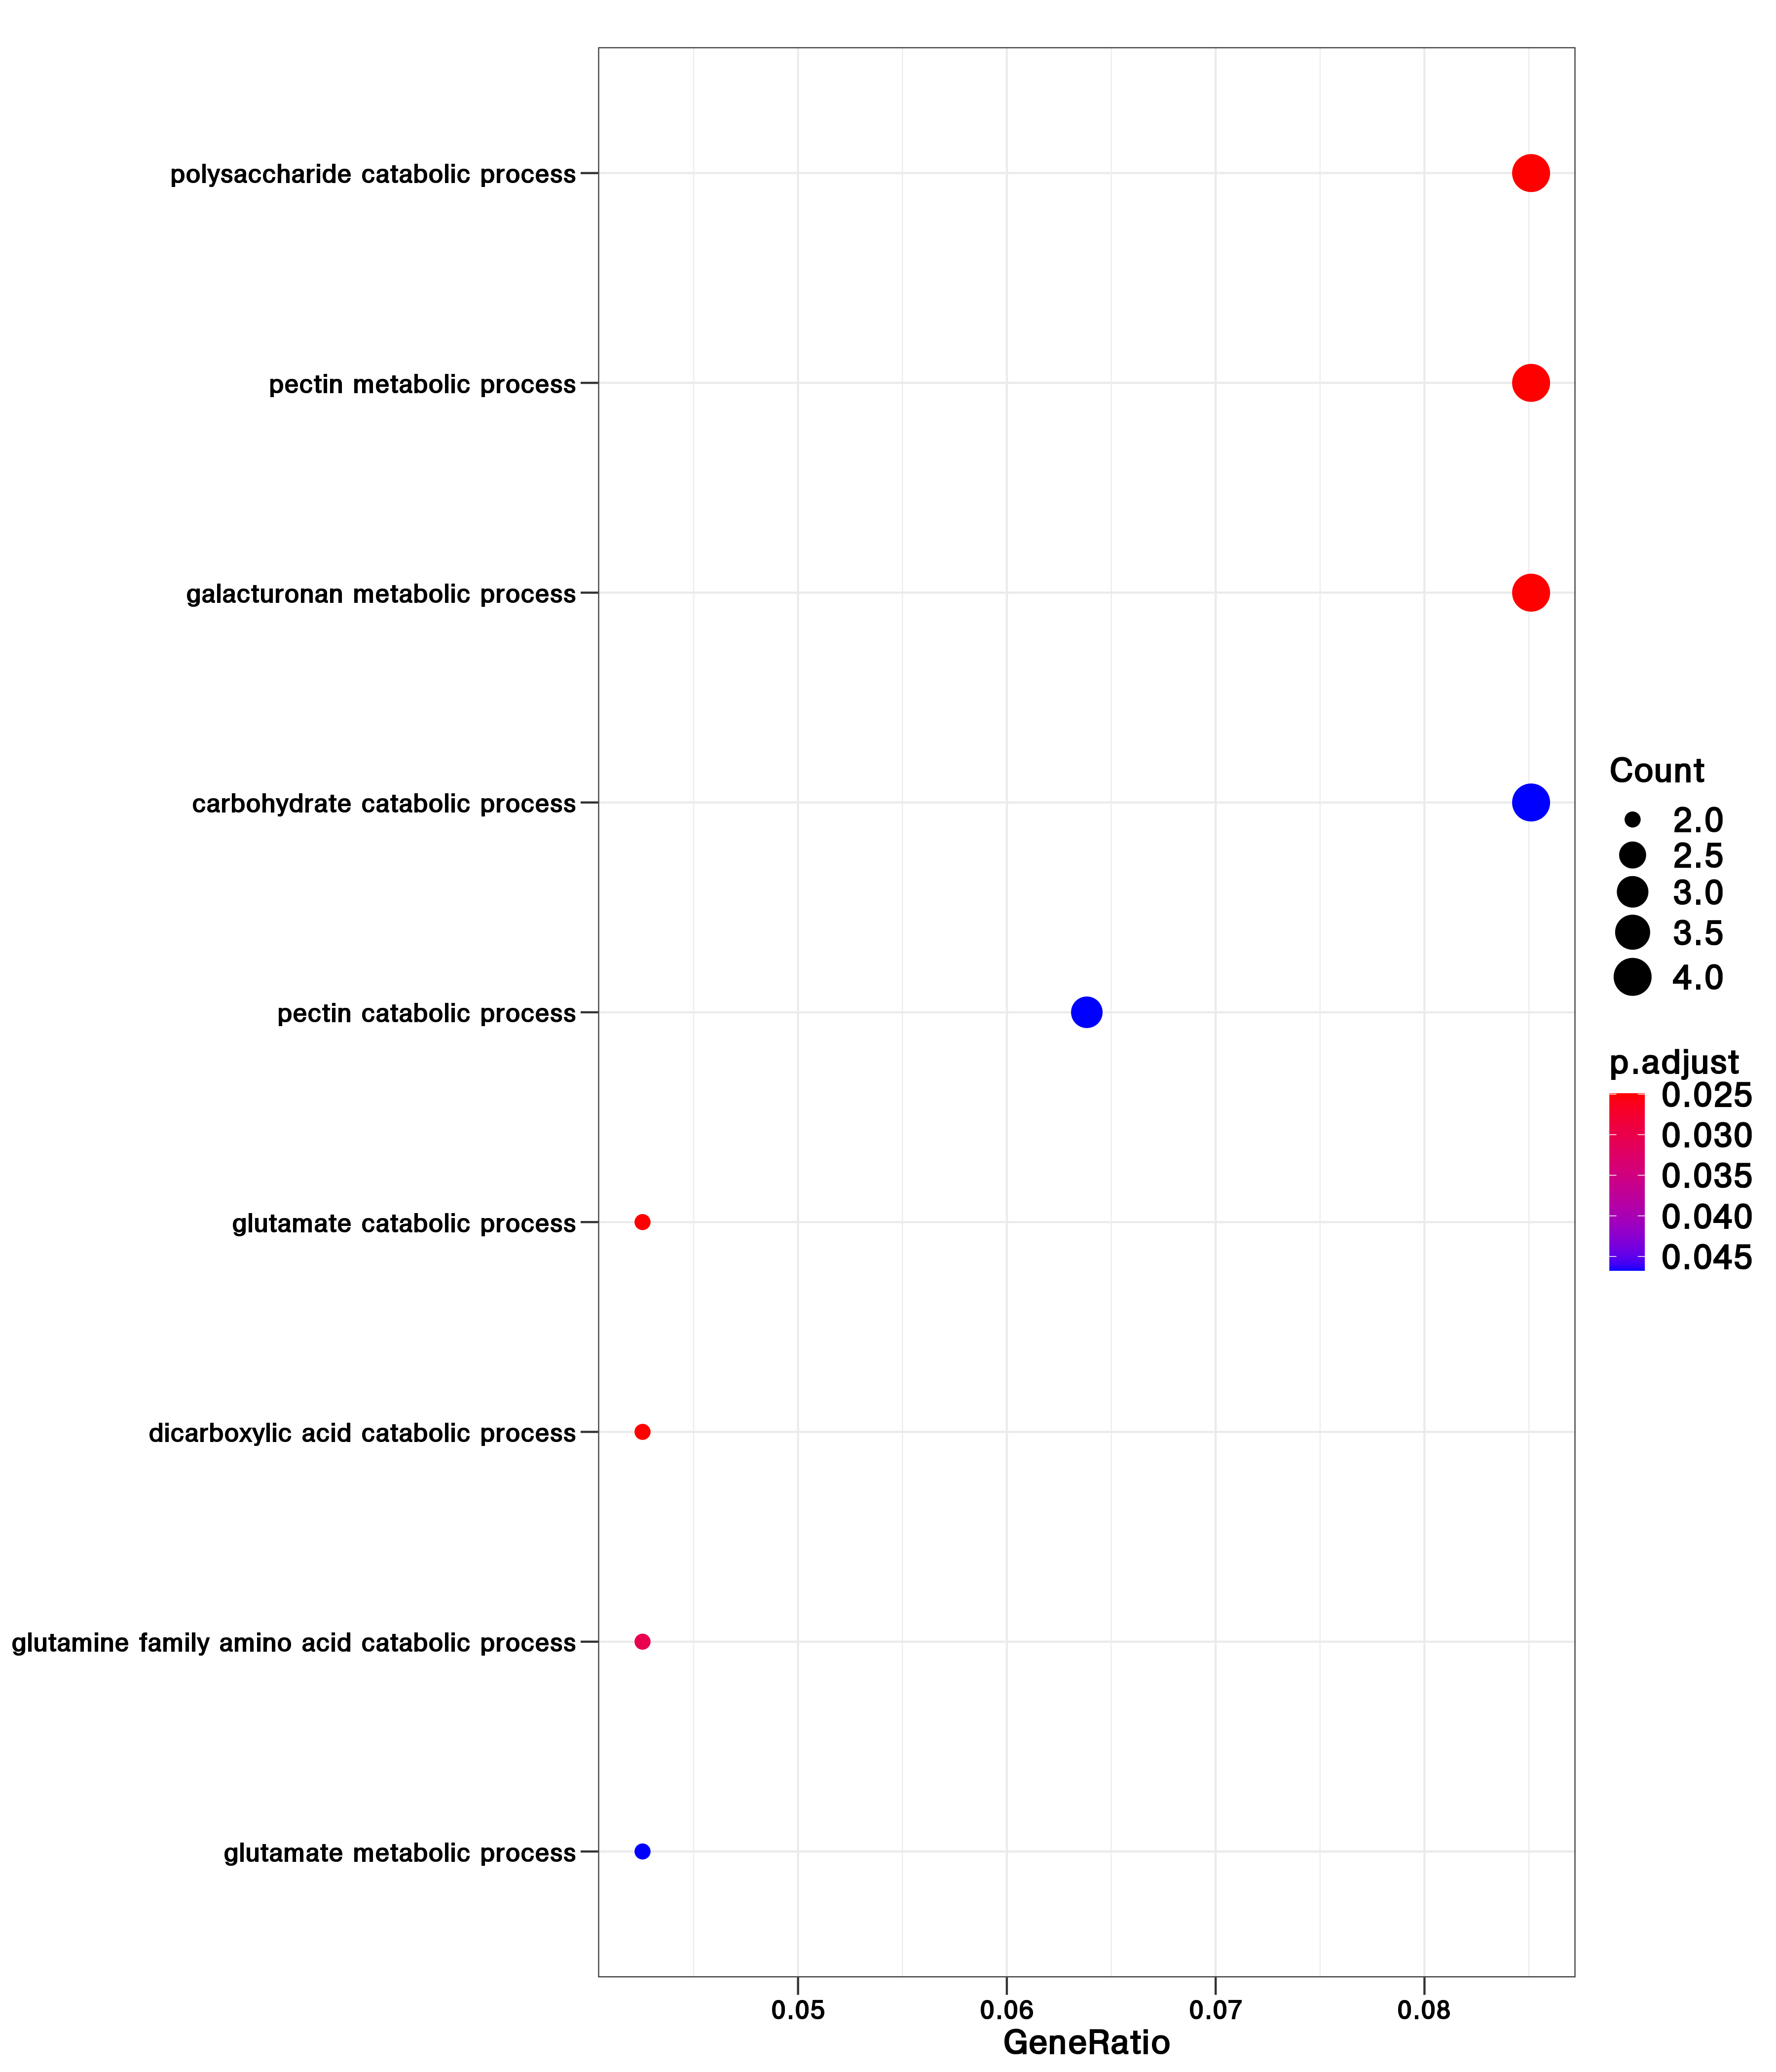 polysaccharide catabolic process
pectin metabolic process
galacturonan metabolic process
carbohydrate catabolic process
pectin catabolic process
glutamate catabolic process
dicarboxylic acid catabolic process
glutamine family amino acid catabolic process
glutamate metabolic process
0.05 0.06 0.07 0.08
GeneRatio
Count
2.0
2.5
3.0
3.5
4.0
p.adjust
0.025
0.030
0.035
0.040
0.045